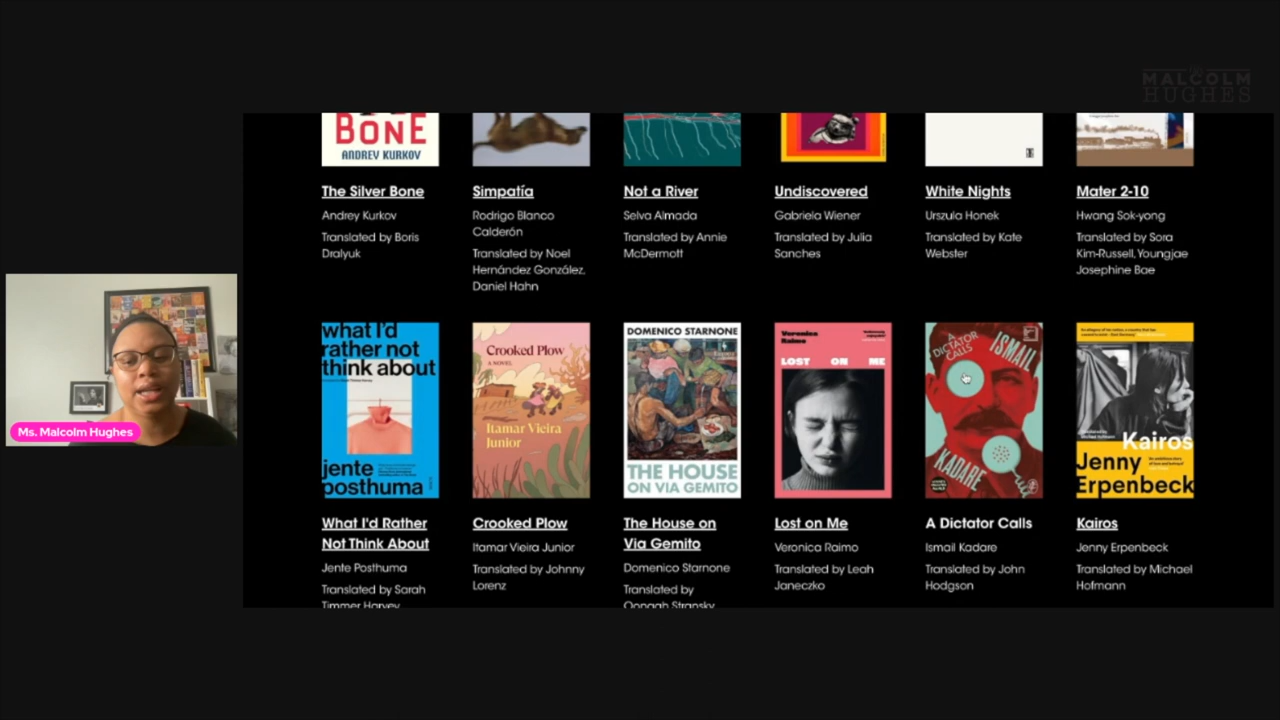 MALCOLM
HUGHES
BONE
ANDREY KURKOV
The Silver Bone
Andrey Kurkov
Translated by Boris
Dralyuk
Simpatía
Rodrigo Blanco
Calderón
Translated by Noel
Hernández González,
Daniel Hahn
Not a River
Selva Almada
Translated by Annie
McDermott
Undiscovered
Gabriela Wiener
Translated by Julia
Sanches
White Nights
Urszula Honek
Translated by Kate
Webster
Mater 2-10
Hwang Sok-yong
Translated by Sora
Kim-Russell, Youngjae
Josephine Bae
Ms. Malcolm Hughes
what I'd
rather not
think about
jente
posthuma
What I'd Rather
Not Think About
Jente Posthuma
Translated by Sarah
Timmer Harvey
Crooked Plow
A NOVEL
Itamar Vieira
Junior
Crooked Plow
Itamar Vieira Junior
Translated by Johnny
Lorenz
DOMENICO STARNONE
THE HOUSE
ON VIA GEMITO
The House on
Via Gemito
Domenico Starnone
Translated by
Oonagh Stransky
Veronica
Raimo
LOST ON ME
Lost on Me
Veronica Raimo
Translated by Leah
Janeczko
A
DICTATOR
CALLS
ISMAIL
KADARE
A Dictator Calls
Ismail Kadare
Translated by John
Hodgson
Kairos
Jenny
Erpenbeck
Kairos
Jenny Erpenbeck
Translated by Michael
Hofmann